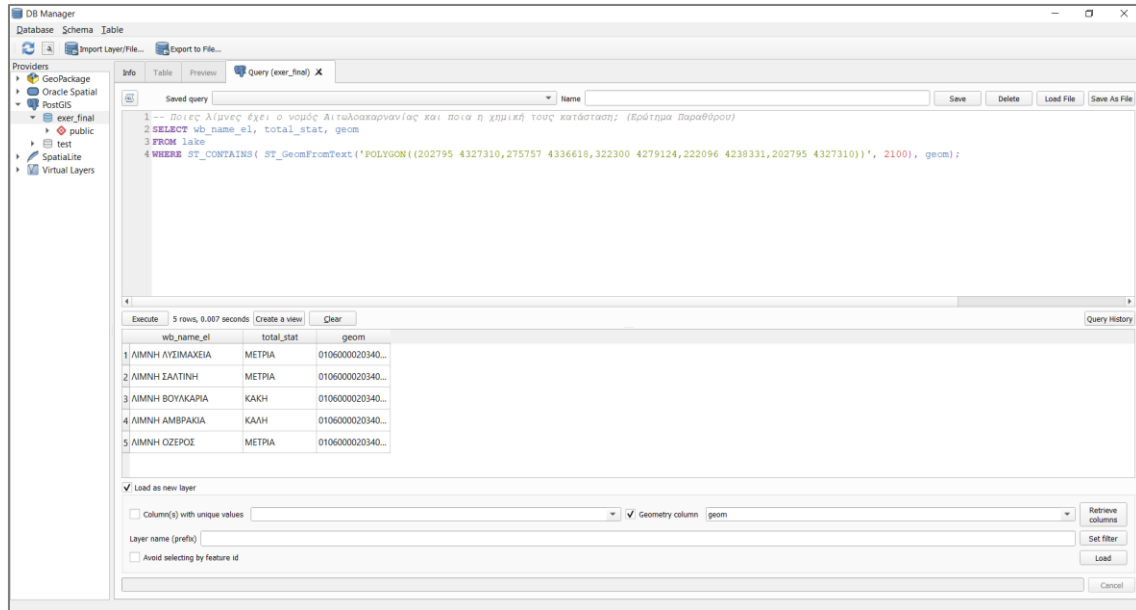 DB Manager
Database Schema Table
Import Layer/File... Export to File...
Providers
GeoPackage
Oracle Spatial
PostGIS
exer_final
public
test
SpatiaLite
Virtual Layers
Info Table Preview Query (exer_final)
Saved query Name Save Delete Load File Save As File
1 -- Ποιες λίμνες έχει ο νομός Αιτωλοακαρνανίας και ποια η χημική τους κατάσταση; (Ερώτημα Παραθύρου)
2 SELECT wb_name_el, total_stat, geom
3 FROM lake
4 WHERE ST_CONTAINS( ST_GeomFromText('POLYGON((202795 4327310,275757 4336618,322300 4279124,222096 4238331,202795 4327310))', 2100), geom);
Execute 5 rows, 0.007 seconds Create a view Clear Query History
wb_name_el total_stat geom
1 ΛΙΜΝΗ ΛΥΣΙΜΑΧΕΙΑ ΜΕΤΡΙΑ 0106000020340...
2 ΛΙΜΝΗ ΣΑΛΤΙΝΗ ΜΕΤΡΙΑ 0106000020340...
3 ΛΙΜΝΗ ΒΟΥΛΚΑΡΙΑ ΚΑΚΗ 0106000020340...
4 ΛΙΜΝΗ ΑΜΒΡΑΚΙΑ ΚΑΛΗ 0106000020340...
5 ΛΙΜΝΗ ΟΖΕΡΟΣ ΜΕΤΡΙΑ 0106000020340...
Load as new layer
Column(s) with unique values Geometry column geom Retrieve columns
Layer name (prefix) Set filter
Avoid selecting by feature id Load
Cancel